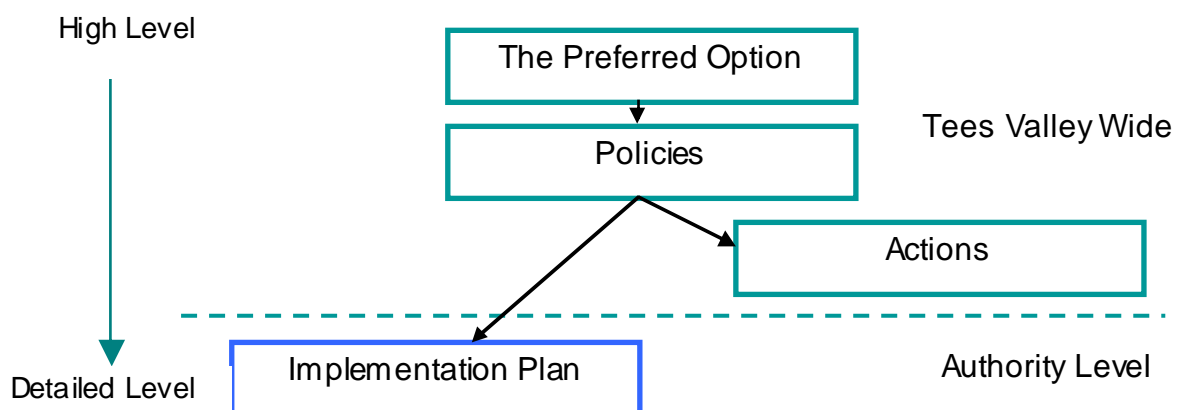 High Level
The Preferred Option
Tees Valley Wide
Policies
Actions
Implementation Plan
Authority Level
Detailed Level